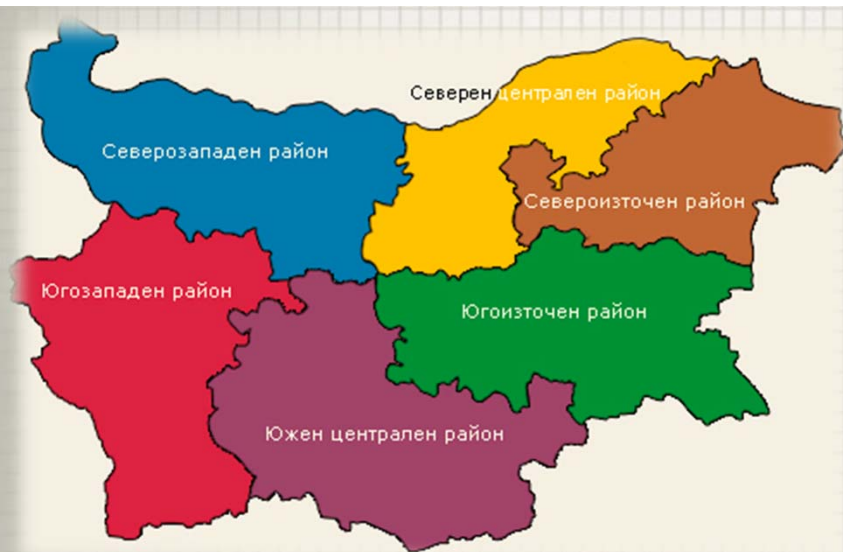 Северен централен район
Северозападен район
Североизточен район
Югозападен район
Югоизточен район
Южен централен район